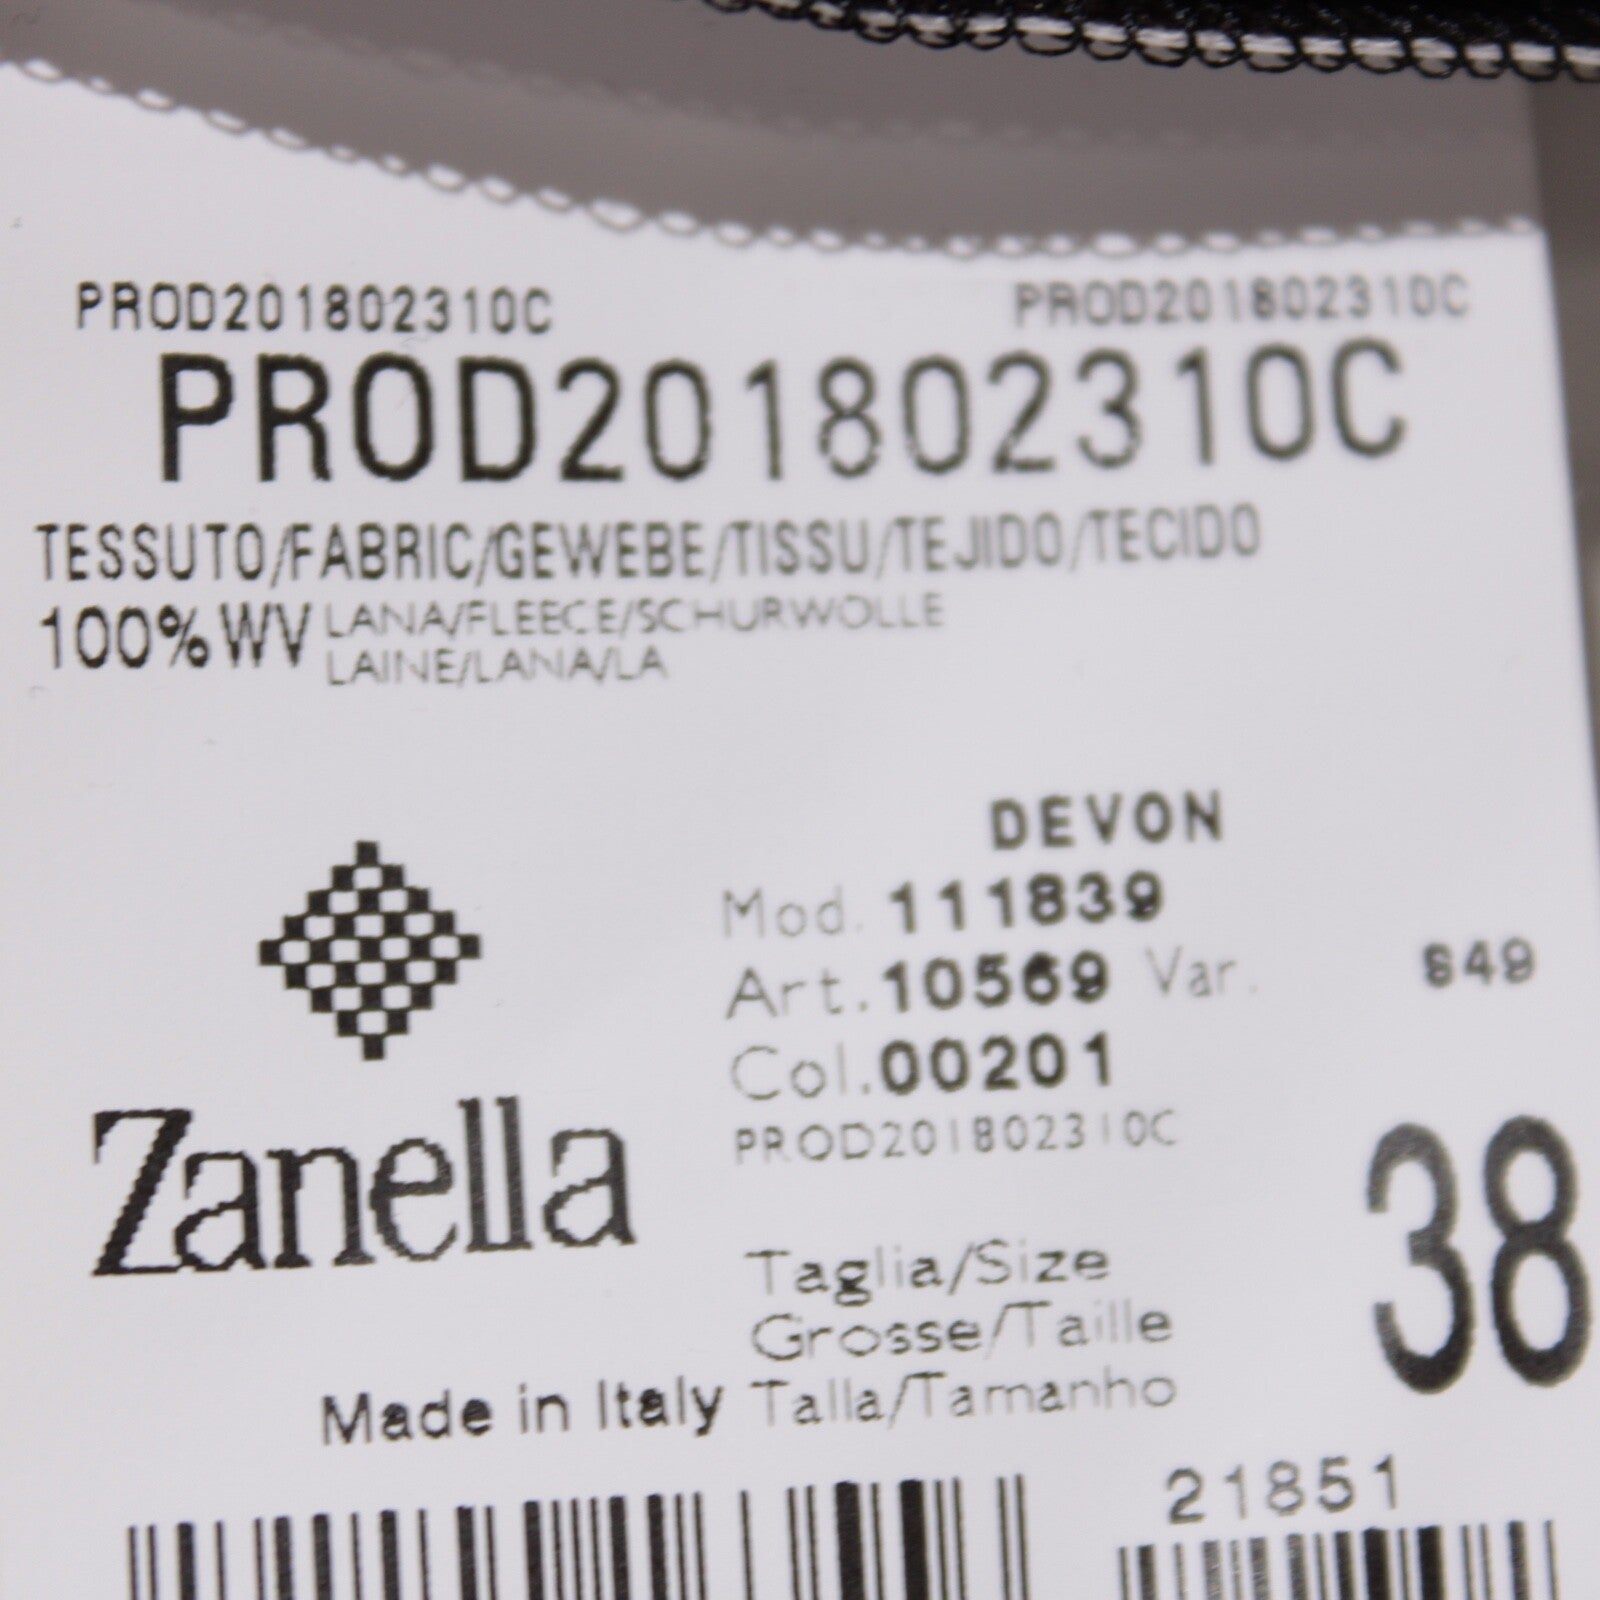 PROD201802310C PROD201802310C
PROD201802310C
TESSUTO/FABRIC/GEWEBE/TISSU/TEJIDO/TECIDO
100% WV LANA/FLEECE/SCHURWOLLE
LAINE/LANA/LA
DEVON
Mod. 111839
Art. 10569 Var. 849
Col. 00201
PROD201802310C
Zanella
38
Taglia/Size
Grosse/Taille
Made in Italy Talla/Tamanho
21851